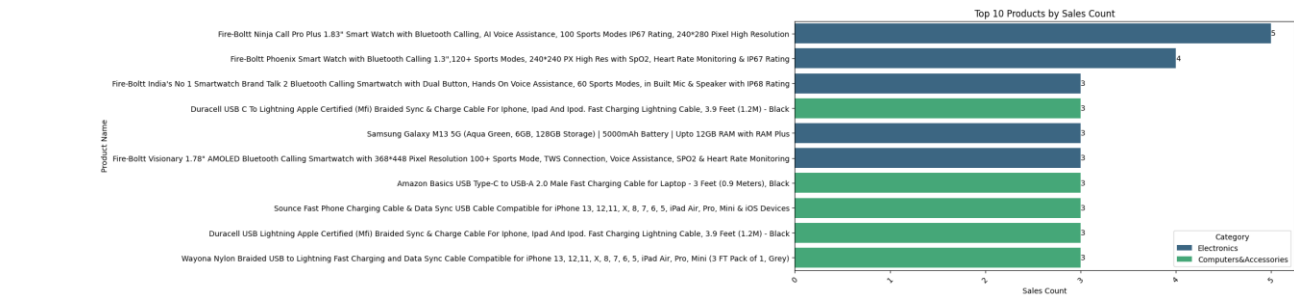 Top 10 Products by Sales Count
Product Name
Fire-Boltt Ninja Call Pro Plus 1.83" Smart Watch with Bluetooth Calling, AI Voice Assistance, 100 Sports Modes IP67 Rating, 240*280 Pixel High Resolution
5
Fire-Boltt Phoenix Smart Watch with Bluetooth Calling 1.3",120+ Sports Modes, 240*240 PX High Res with SpO2, Heart Rate Monitoring & IP67 Rating
4
Fire-Boltt India's No 1 Smartwatch Brand Talk 2 Bluetooth Calling Smartwatch with Dual Button, Hands On Voice Assistance, 60 Sports Modes, in Built Mic & Speaker with IP68 Rating
3
Duracell USB C To Lightning Apple Certified (Mfi) Braided Sync & Charge Cable For Iphone, Ipad And Ipod. Fast Charging Lightning Cable, 3.9 Feet (1.2M) - Black
3
Samsung Galaxy M13 5G (Aqua Green, 6GB, 128GB Storage) | 5000mAh Battery | Upto 12GB RAM with RAM Plus
3
Fire-Boltt Visionary 1.78" AMOLED Bluetooth Calling Smartwatch with 368*448 Pixel Resolution 100+ Sports Mode, TWS Connection, Voice Assistance, SPO2 & Heart Rate Monitoring
3
Amazon Basics USB Type-C to USB-A 2.0 Male Fast Charging Cable for Laptop - 3 Feet (0.9 Meters), Black
3
Sounce Fast Phone Charging Cable & Data Sync USB Cable Compatible for iPhone 13, 12,11, X, 8, 7, 6, 5, iPad Air, Pro, Mini & iOS Devices
3
Duracell USB Lightning Apple Certified (Mfi) Braided Sync & Charge Cable For Iphone, Ipad And Ipod. Fast Charging Lightning Cable, 3.9 Feet (1.2M) - Black
3
Wayona Nylon Braided USB to Lightning Fast Charging and Data Sync Cable Compatible for iPhone 13, 12,11, X, 8, 7, 6, 5, iPad Air, Pro, Mini (3 FT Pack of 1, Grey)
3
Category
Electronics
Computers&Accessories
0 1 2 3 4 5
Sales Count